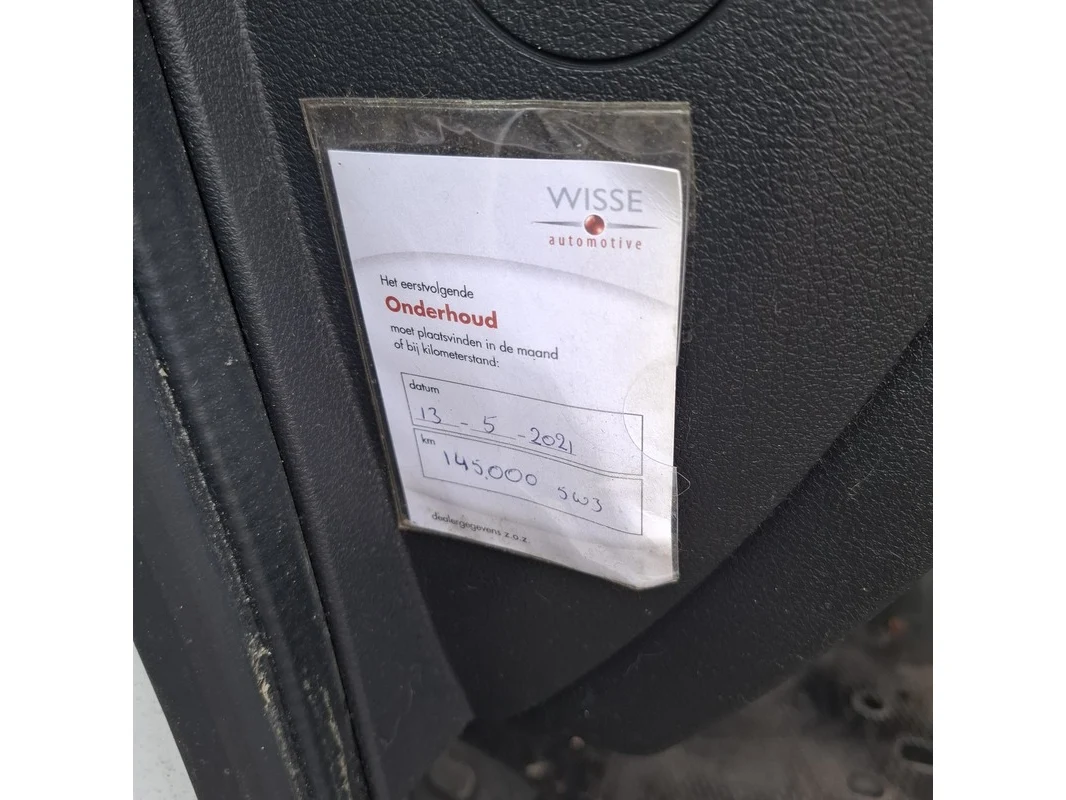 WISSE
automotive
Het eerstvolgende
Onderhoud
moet plaatsvinden in de maand
of bij kilometerstand:
datum
13 - 5 - 2021
km
145.000 5W3
dealergegevens z.o.z